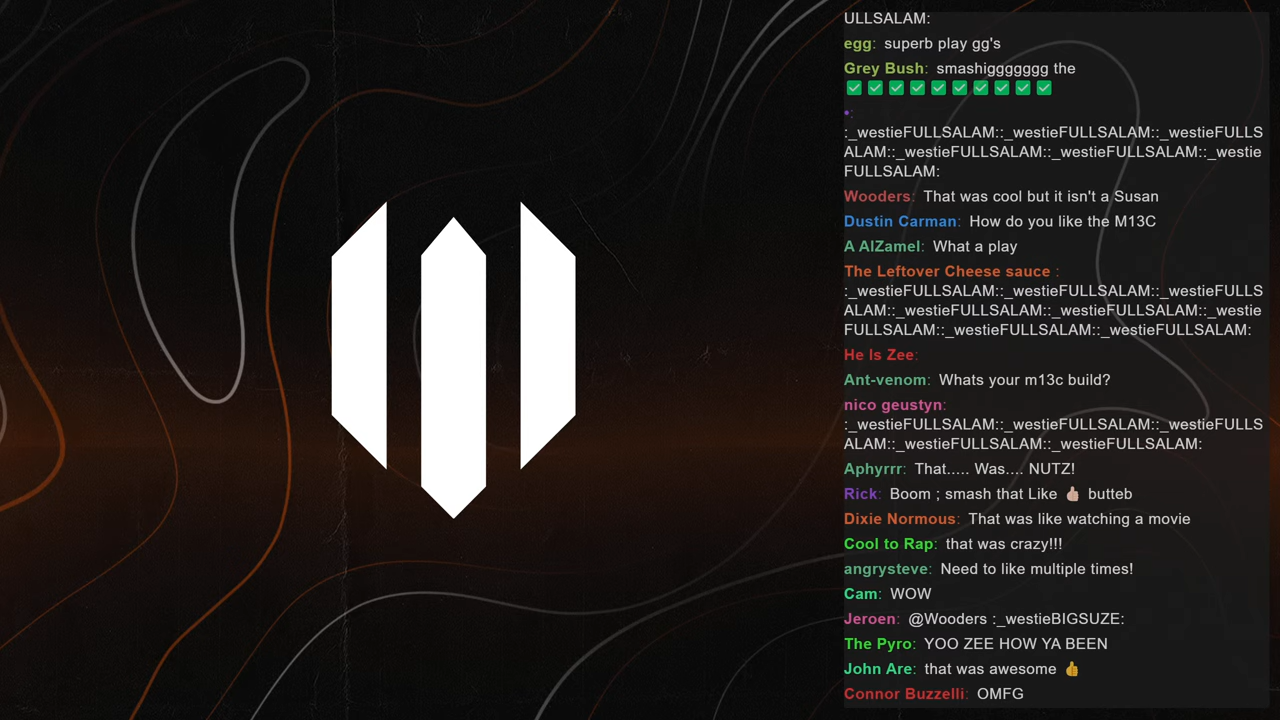 ULLSALAM:
egg: superb play gg's
Grey Bush: smashiggggggg the
✅ ✅ ✅ ✅ ✅ ✅ ✅ ✅ ✅ ✅
•:
:_westieFULLSALAM::_westieFULLSALAM::_westieFULLS
ALAM::_westieFULLSALAM::_westieFULLSALAM::_westie
FULLSALAM:
Wooders: That was cool but it isn't a Susan
Dustin Carman: How do you like the M13C
A AlZamel: What a play
The Leftover Cheese sauce :
:_westieFULLSALAM::_westieFULLSALAM::_westieFULLS
ALAM::_westieFULLSALAM::_westieFULLSALAM::_westie
FULLSALAM::_westieFULLSALAM::_westieFULLSALAM:
He Is Zee:
Ant-venom: Whats your m13c build?
nico geustyn:
:_westieFULLSALAM::_westieFULLSALAM::_westieFULLS
ALAM::_westieFULLSALAM::_westieFULLSALAM:
Aphyrrr: That..... Was.... NUTZ!
Rick: Boom ; smash that Like 👍🏼 butteb
Dixie Normous: That was like watching a movie
Cool to Rap: that was crazy!!!
angrysteve: Need to like multiple times!
Cam: WOW
Jeroen: @Wooders :_westieBIGSUZE:
The Pyro: YOO ZEE HOW YA BEEN
John Are: that was awesome 👍
Connor Buzzelli: OMFG